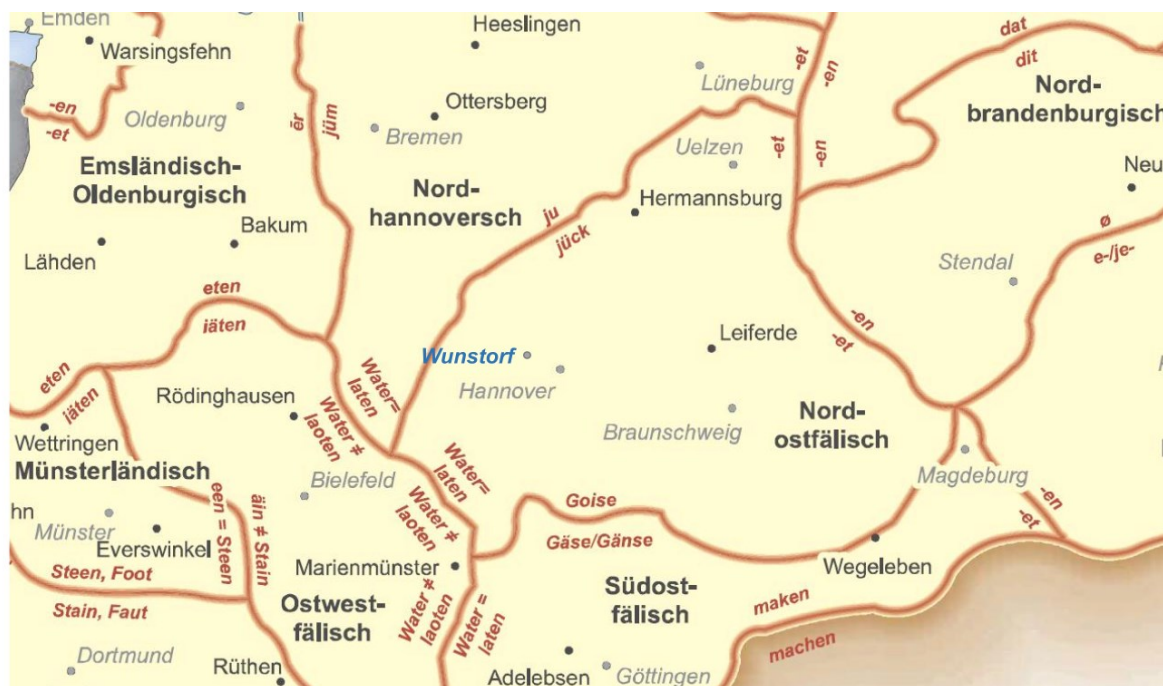 Emden
Warsingsfehn
-en
-et
Oldenburg
Emsländisch-
Oldenburgisch
Bakum
Lähden
ēr
jüm
Heeslingen
Ottersberg
Bremen
Nord-
hannoversch
Lüneburg
-et
-en
Uelzen
-et
-en
Hermannsburg
ju
jück
dat
dit
Nord-
brandenburgisch
Neu
ø
e-/je-
Stendal
eten
iäten
eten
iäten
Wettringen
Münsterländisch
Rödinghausen
Water=
laten
Water ≠
laoten
Wunstorf
Hannover
Leiferde
-en
-et
Braunschweig
Nord-
ostfälisch
Magdeburg
-en
-et
Bielefeld
Water=
laten
Water ≠
laoten
een = Steen
äin ≠ Stain
hn
Münster
Everswinkel
Steen, Foot
Stain, Faut
Marienmünster
Ostwest-
fälisch
Water ≠
laoten
Water =
laten
Goise
Gäse/Gänse
Südost-
fälisch
Wegeleben
maken
machen
Dortmund
Rüthen
Adelebsen
Göttingen